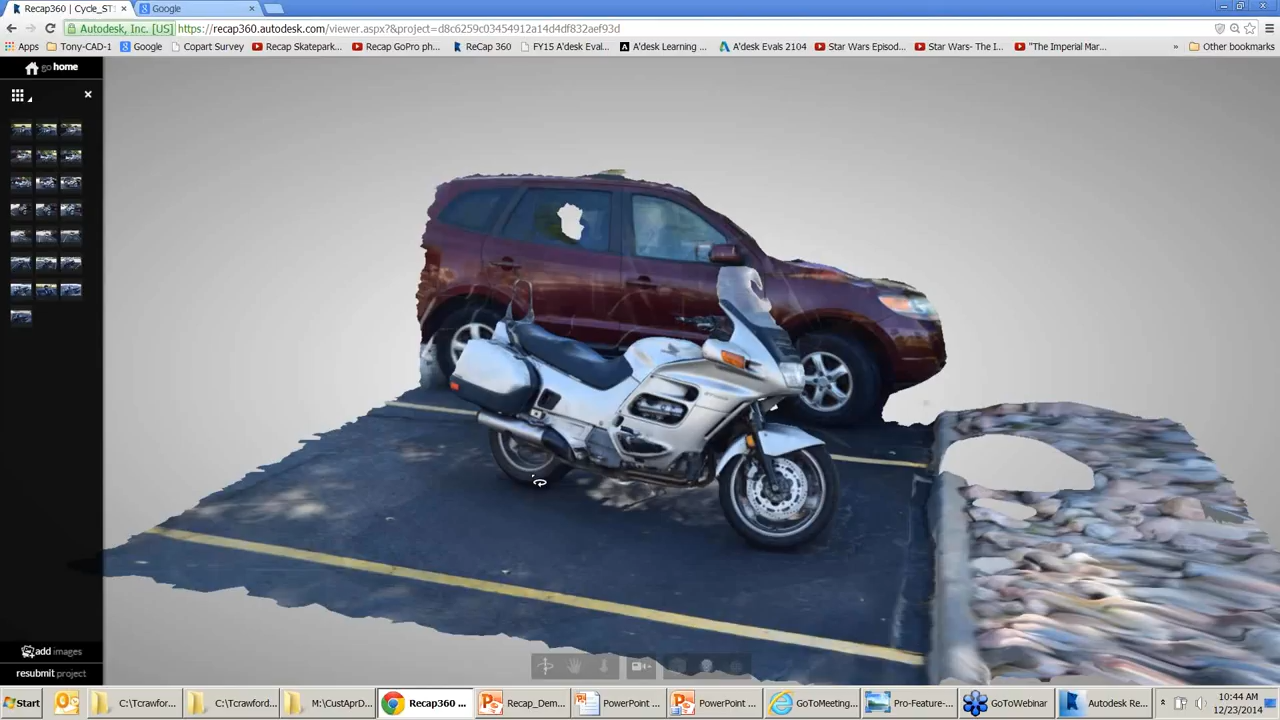 Recap360 | Cycle_ST
Google
Autodesk, Inc. [US]
https://recap360.autodesk.com/viewer.aspx?&project=d8c6259c03454912a14d4df832aef93d
Apps
Tony-CAD-1
Google
Copart Survey
Recap Skatepark...
Recap GoPro ph...
ReCap 360
FY15 A'desk Eval...
A'desk Learning ...
A'desk Evals 2104
Star Wars Episod...
Star Wars- The I...
"The Imperial Mar...
»
Other bookmarks
go home
add images
resubmit project
Start
C:\Tcrawfor...
C:\Tcrawford...
M:\CustAprD...
Recap360 ...
Recap_Dem...
PowerPoint ...
PowerPoint ...
GoToMeeting...
Pro-Feature-...
GoToWebinar
Autodesk Re...
10:44 AM
12/23/2014